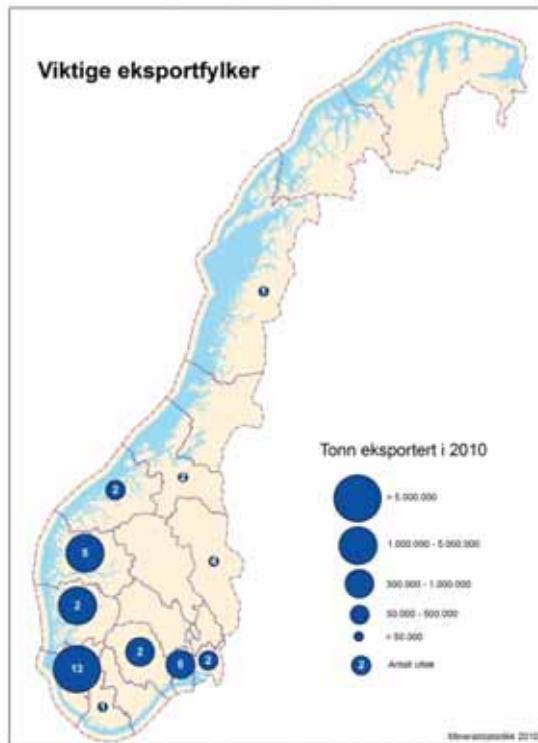 Viktige eksportfylker
1
2
2
4
2
2
6
2
13
1
Tonn eksportert i 2010
> 5.000.000
1.000.000 - 5.000.000
500.000 - 1.000.000
50.000 - 500.000
< 50.000
2 Antall uttak
Mineralstatistikk 2010